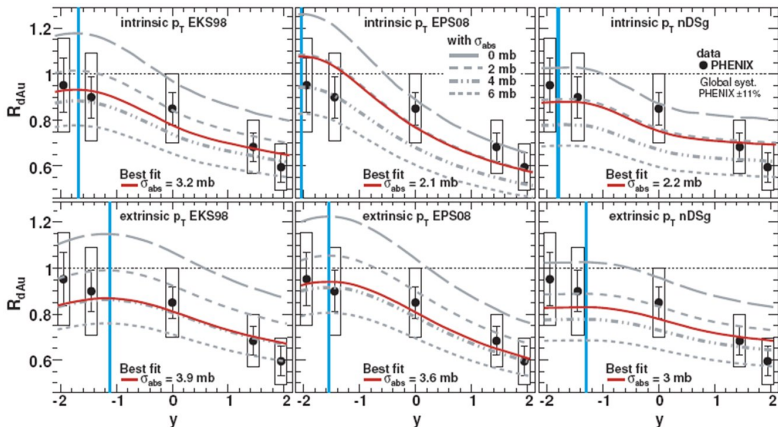 intrinsic p_T EKS98
intrinsic p_T EPS08
intrinsic p_T nDSg
with σ_abs
0 mb
2 mb
4 mb
6 mb
data
PHENIX
Global syst.
PHENIX ±11%
R_dAu
1.2
1
0.8
0.6
Best fit
σ_abs = 3.2 mb
Best fit
σ_abs = 2.1 mb
Best fit
σ_abs = 2.2 mb
extrinsic p_T EKS98
extrinsic p_T EPS08
extrinsic p_T nDSg
R_dAu
1.2
1
0.8
0.6
Best fit
σ_abs = 3.9 mb
Best fit
σ_abs = 3.6 mb
Best fit
σ_abs = 3 mb
-2 -1 0 1 2 -2 -1 0 1 2 -2 -1 0 1 2
y y y